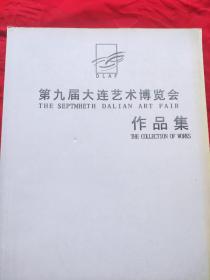 DLAF
第九届大连艺术博览会
THE SEPTMHETH DALIAN ART FAIR
作品集
THE COLLECTION OF WORKS